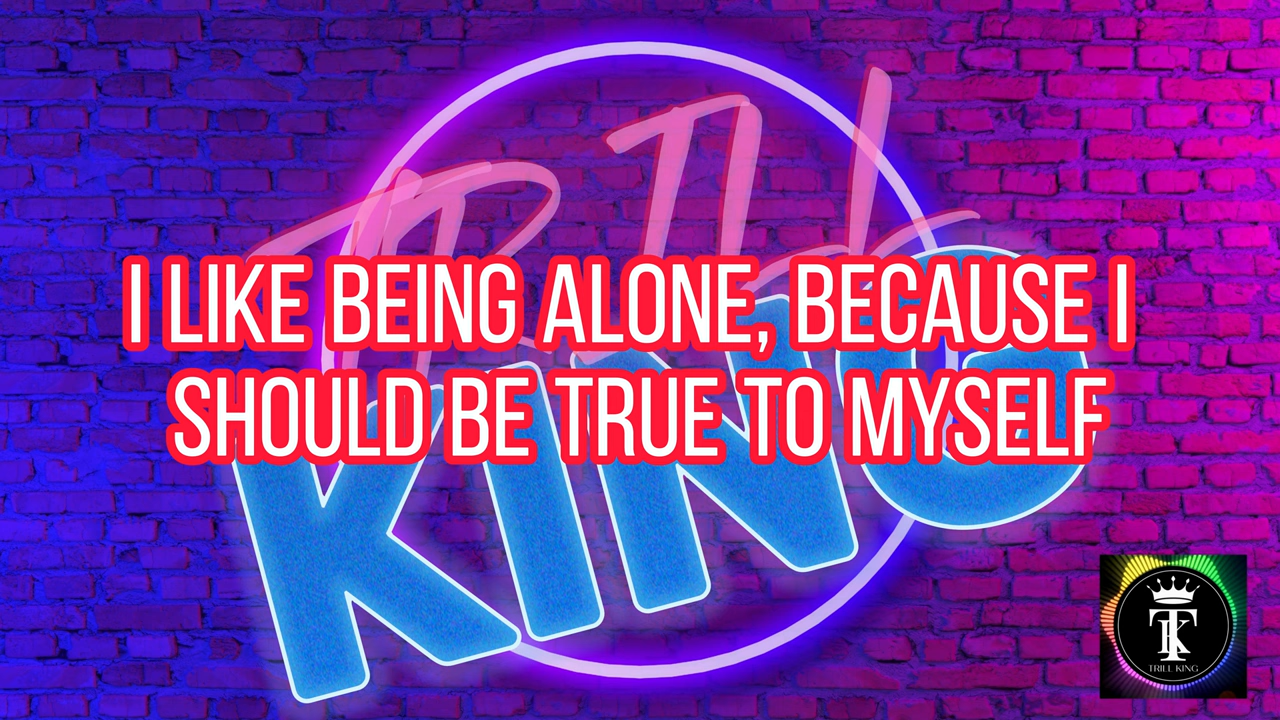 TRILL
KING
I LIKE BEING ALONE, BECAUSE I
SHOULD BE TRUE TO MYSELF
TK
TRILL KING